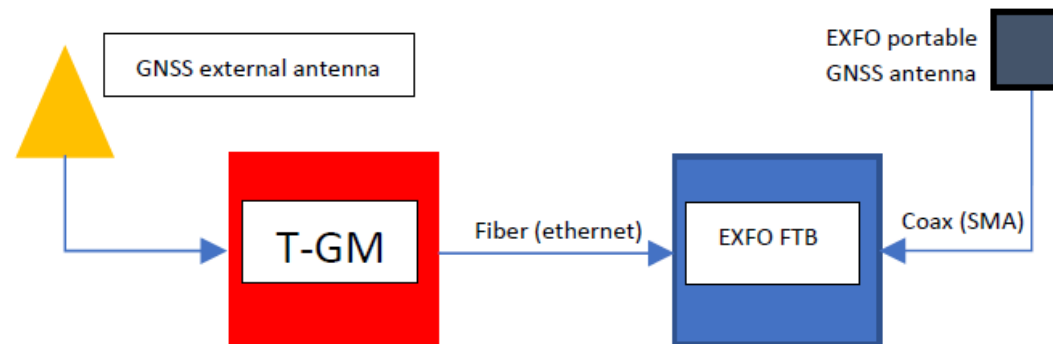 GNSS external antenna
EXFO portable
GNSS antenna
T-GM
Fiber (ethernet)
EXFO FTB
Coax (SMA)